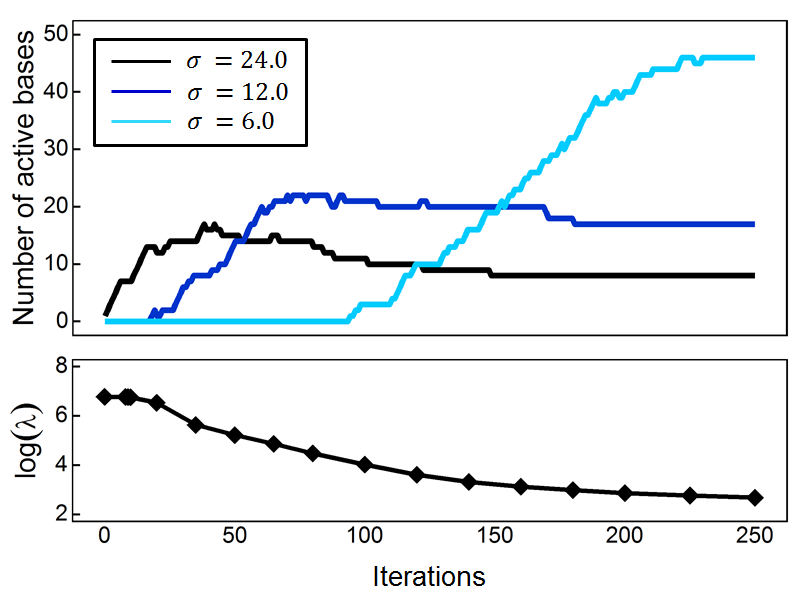 Number of active bases
50
40
30
20
10
0
σ = 24.0
σ = 12.0
σ = 6.0
log(λ)
8
6
4
2
0 50 100 150 200 250
Iterations